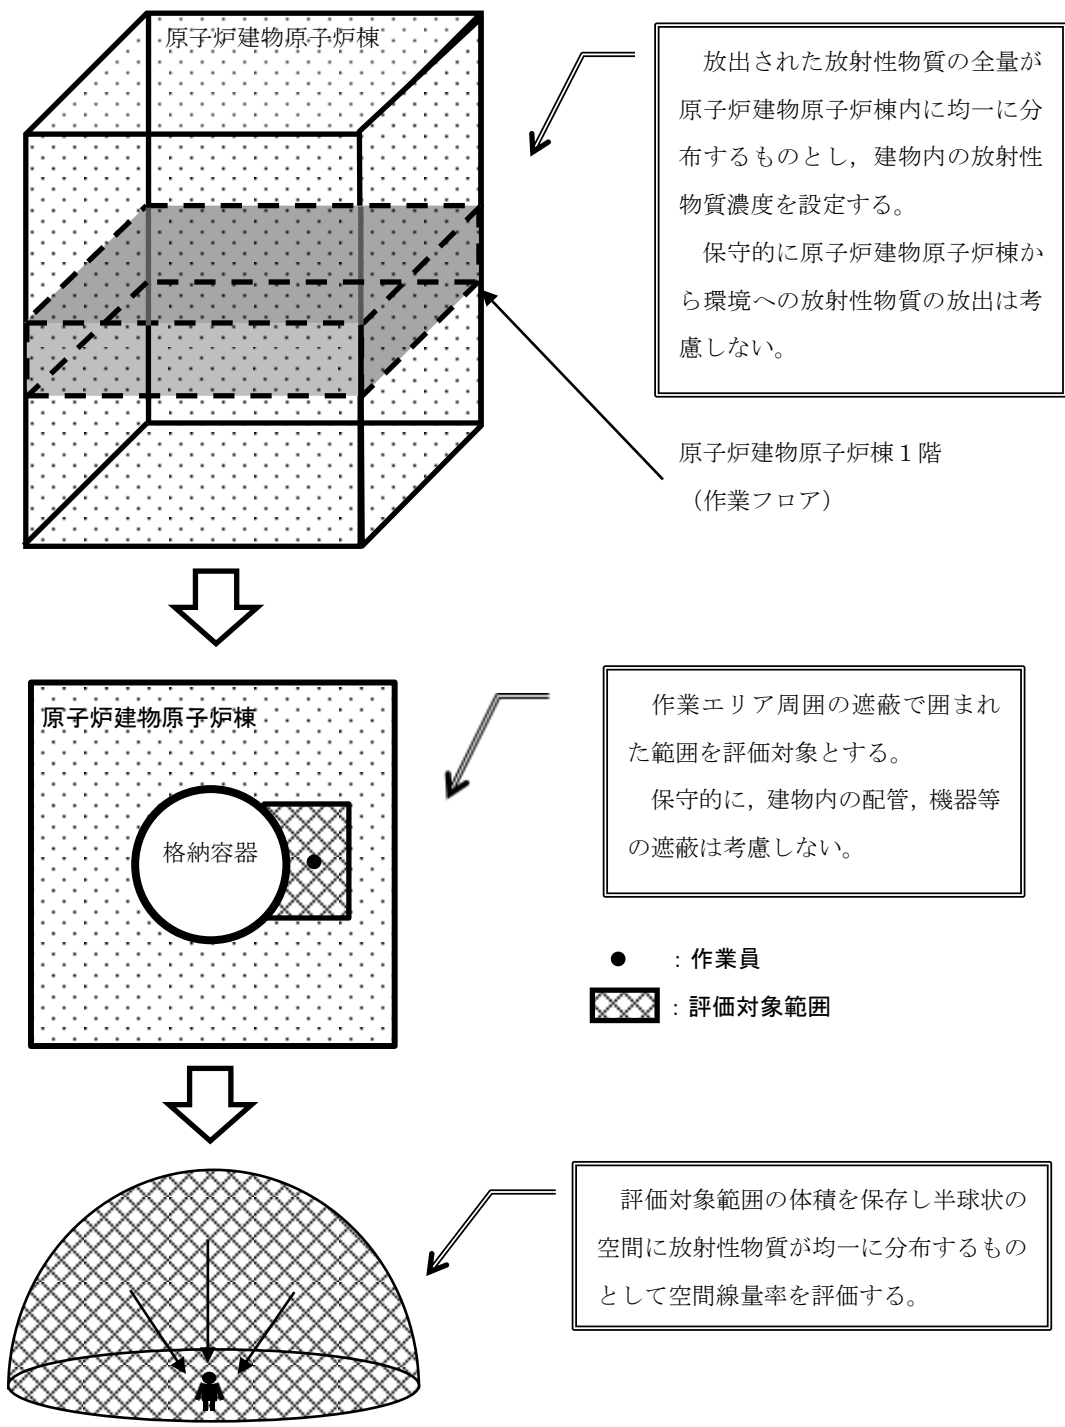 原子炉建物原子炉棟
放出された放射性物質の全量が
原子炉建物原子炉棟内に均一に分
布するものとし，建物内の放射性
物質濃度を設定する。
保守的に原子炉建物原子炉棟か
ら環境への放射性物質の放出は考
慮しない。
原子炉建物原子炉棟１階
（作業フロア）
原子炉建物原子炉棟
格納容器
作業エリア周囲の遮蔽で囲まれ
た範囲を評価対象とする。
保守的に，建物内の配管，機器等
の遮蔽は考慮しない。
：作業員
：評価対象範囲
評価対象範囲の体積を保存し半球状の
空間に放射性物質が均一に分布するもの
として空間線量率を評価する。